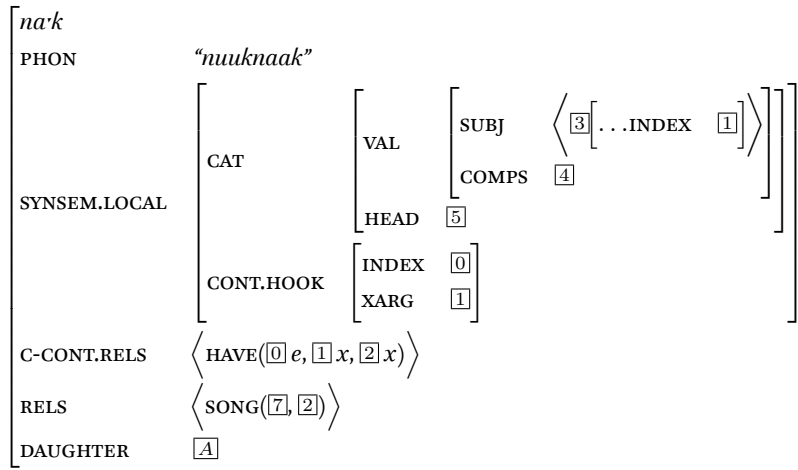 na·k
PHON “nuuknaak”
SUBJ ⟨ 3 [ ...INDEX 1 ] ⟩
VAL
CAT COMPS 4
SYNSEM.LOCAL HEAD 5
INDEX 0
CONT.HOOK
XARG 1
C-CONT.RELS ⟨ HAVE( 0 e, 1 x, 2 x) ⟩
RELS ⟨ SONG( 7 , 2 ) ⟩
DAUGHTER A